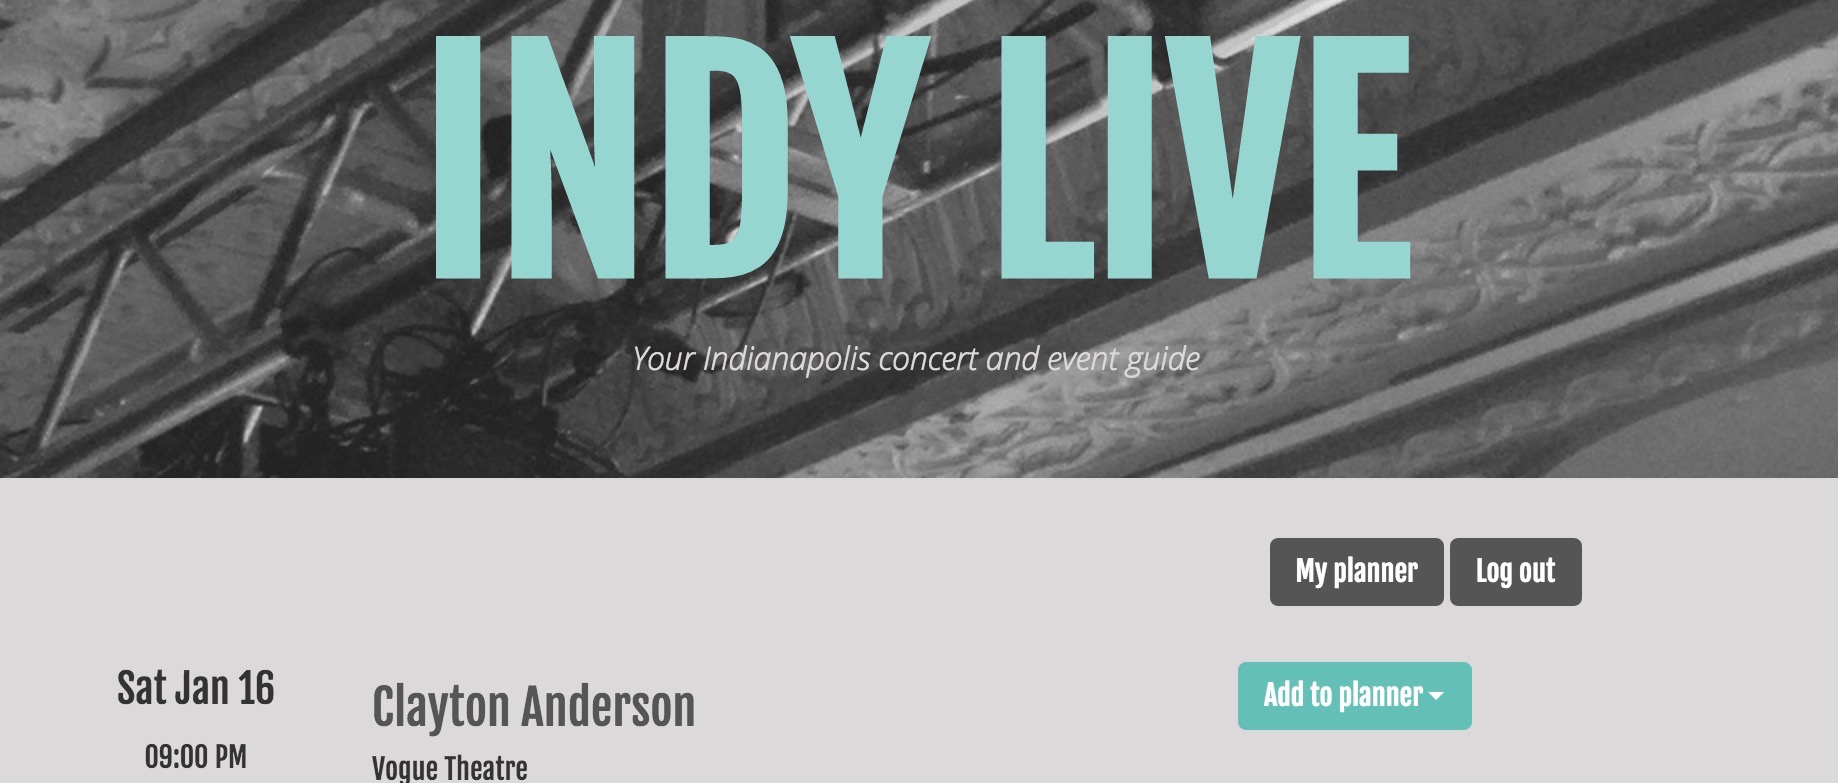 INDY LIVE
Your Indianapolis concert and event guide
My planner
Log out
Sat Jan 16
Clayton Anderson
Add to planner
09:00 PM
Vogue Theatre